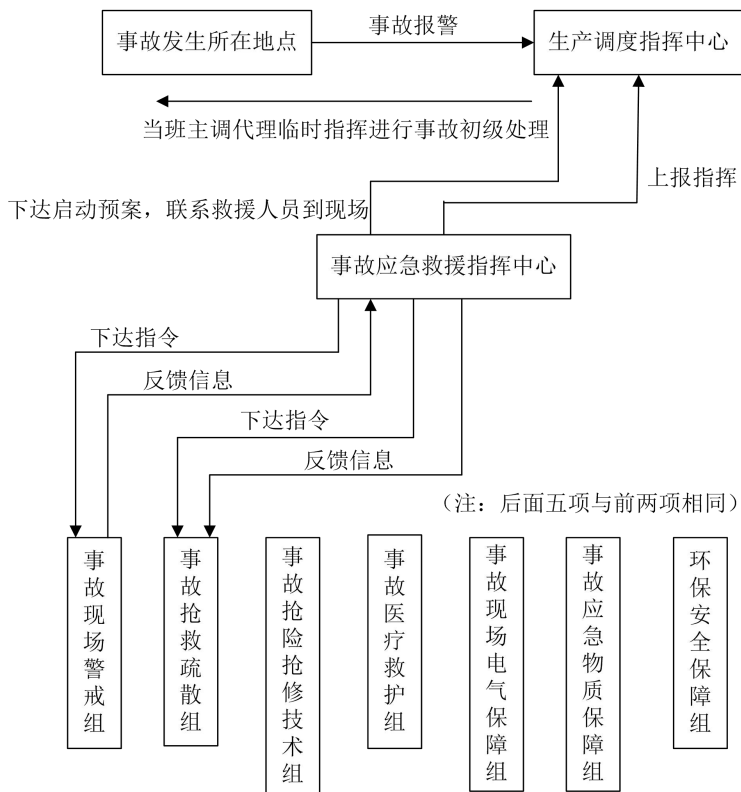 事故发生所在地点
事故报警
生产调度指挥中心
当班主调代理临时指挥进行事故初级处理
上报指挥
下达启动预案，联系救援人员到现场
事故应急救援指挥中心
下达指令
反馈信息
下达指令
反馈信息
（注：后面五项与前两项相同）
事故现场警戒组
事故抢救疏散组
事故抢险抢修技术组
事故医疗救护组
事故现场电气保障组
事故应急物质保障组
环保安全保障组